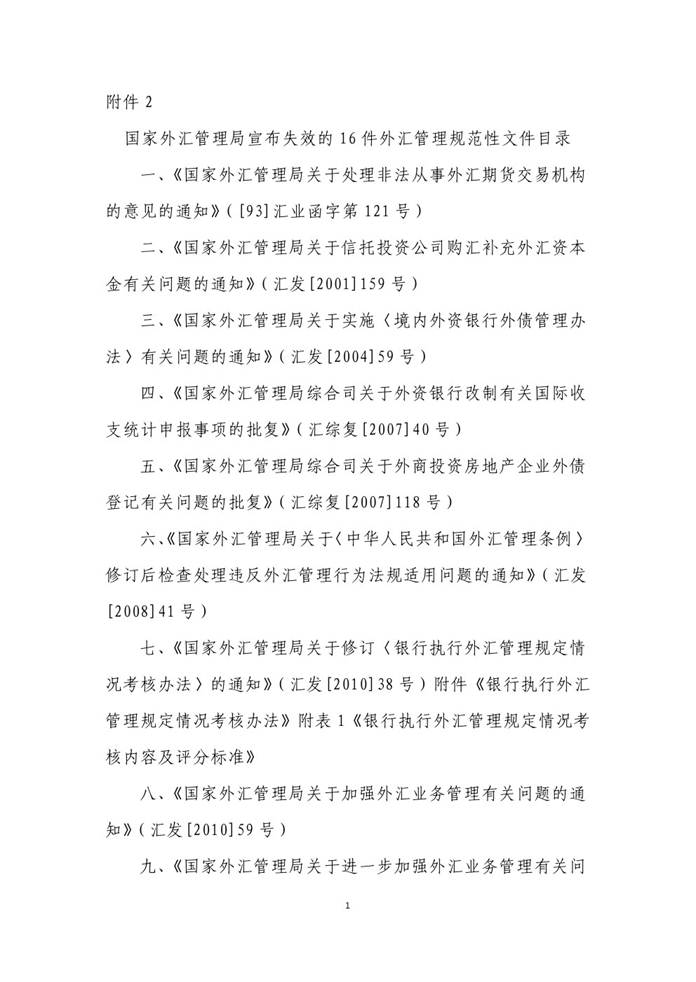 附件 2
国家外汇管理局宣布失效的 16 件外汇管理规范性文件目录
一、《国家外汇管理局关于处理非法从事外汇期货交易机构
的意见的通知》（[93]汇业函字第 121 号）
二、《国家外汇管理局关于信托投资公司购汇补充外汇资本
金有关问题的通知》（汇发[2001]159 号）
三、《国家外汇管理局关于实施〈境内外资银行外债管理办
法〉有关问题的通知》（汇发[2004]59 号）
四、《国家外汇管理局综合司关于外资银行改制有关国际收
支统计申报事项的批复》（汇综复[2007]40 号）
五、《国家外汇管理局综合司关于外商投资房地产企业外债
登记有关问题的批复》（汇综复[2007]118 号）
六、《国家外汇管理局关于〈中华人民共和国外汇管理条例〉
修订后检查处理违反外汇管理行为法规适用问题的通知》（汇发
[2008]41 号）
七、《国家外汇管理局关于修订〈银行执行外汇管理规定情
况考核办法〉的通知》（汇发[2010]38 号）附件《银行执行外汇
管理规定情况考核办法》附表 1《银行执行外汇管理规定情况考
核内容及评分标准》
八、《国家外汇管理局关于加强外汇业务管理有关问题的通
知》（汇发[2010]59 号）
九、《国家外汇管理局关于进一步加强外汇业务管理有关问
1